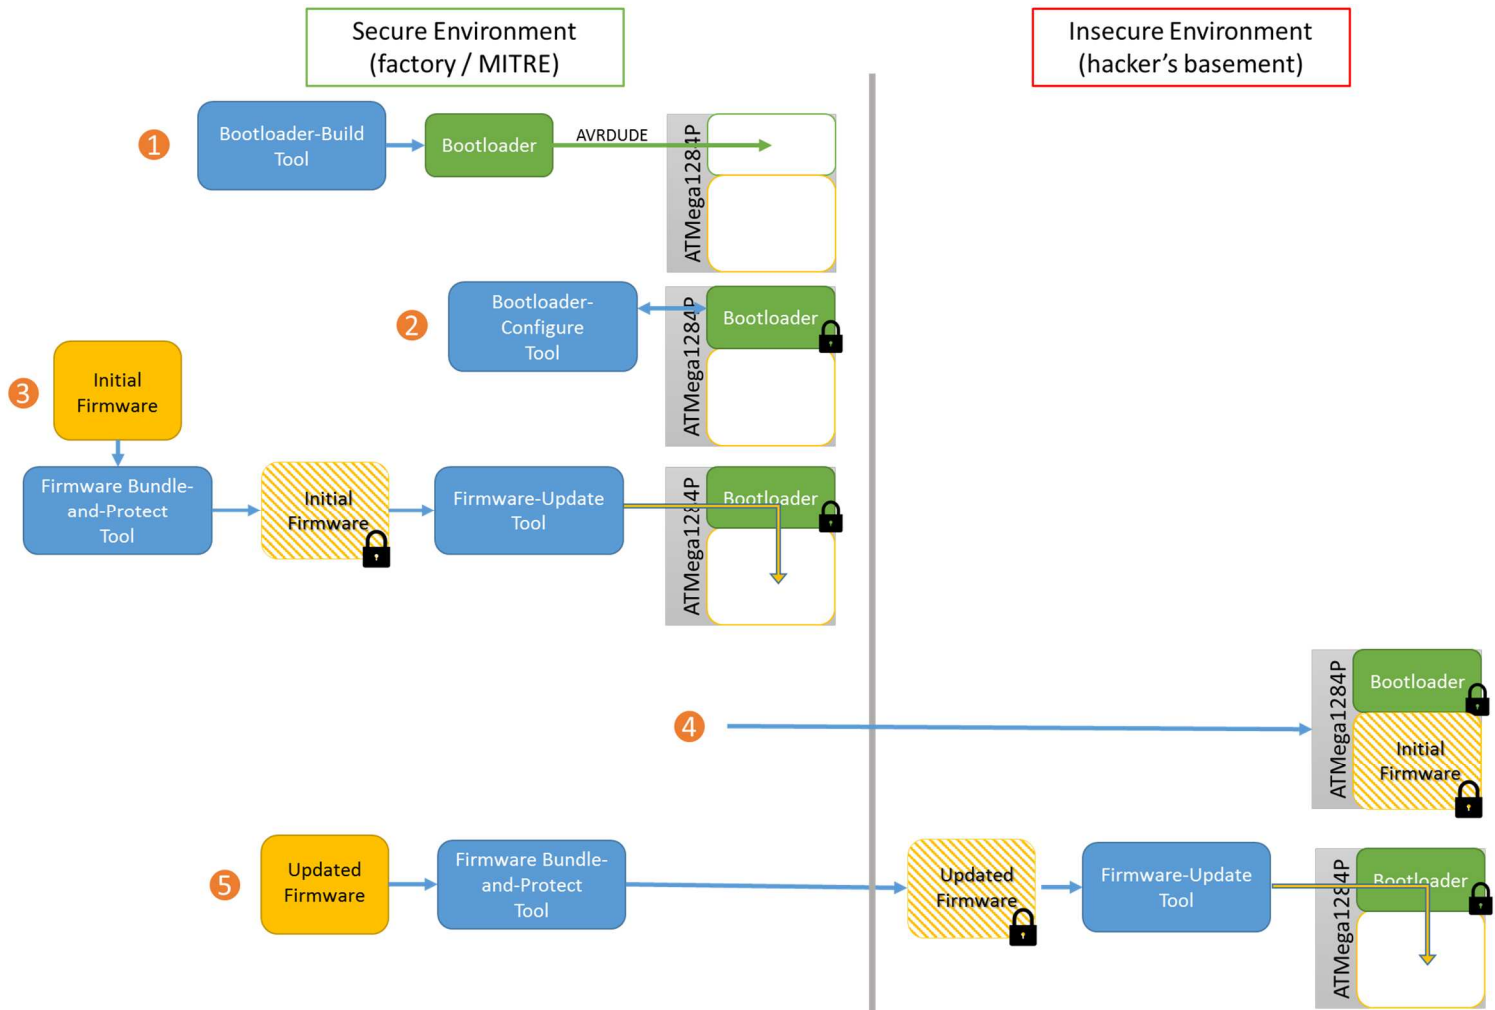 Secure Environment
(factory / MITRE)
Insecure Environment
(hacker's basement)
1
Bootloader-Build
Tool
Bootloader
AVRDUDE
ATMega1284P
2
Bootloader-
Configure
Tool
ATMega1284P
Bootloader
3
Initial
Firmware
Firmware Bundle-
and-Protect
Tool
Initial
Firmware
Firmware-Update
Tool
ATMega1284P
Bootloader
4
ATMega1284P
Bootloader
Initial
Firmware
5
Updated
Firmware
Firmware Bundle-
and-Protect
Tool
Updated
Firmware
Firmware-Update
Tool
ATMega1284P
Bootloader